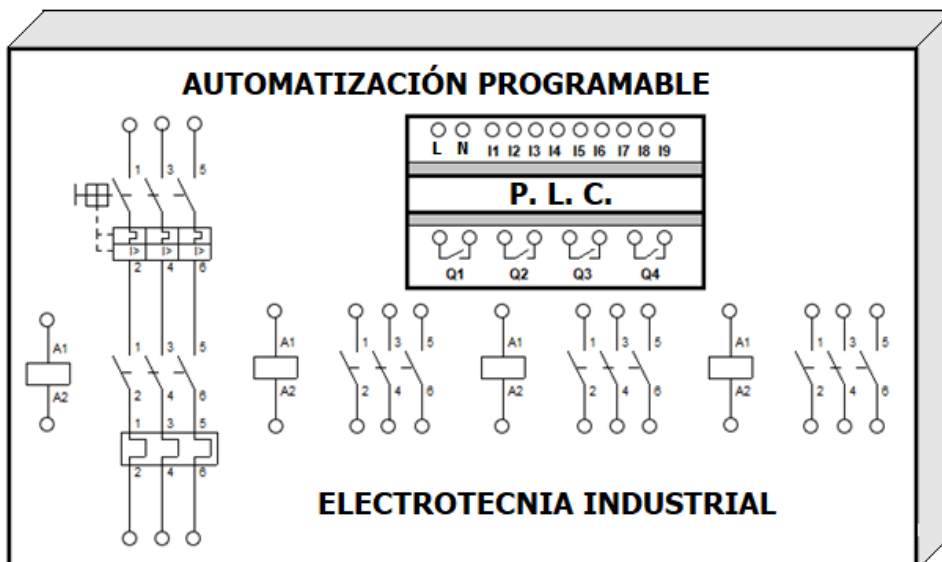 AUTOMATIZACIÓN PROGRAMABLE
L N I1 I2 I3 I4 I5 I6 I7 I8 I9
P. L. C.
Q1 Q2 Q3 Q4
1 3 5
I> I> I>
2 4 6
A1 1 3 5 A1 1 3 5 A1 1 3 5 A1 1 3 5
A2 2 4 6 A2 2 4 6 A2 2 4 6 A2 2 4 6
1 3 5
2 4 6
ELECTROTECNIA INDUSTRIAL